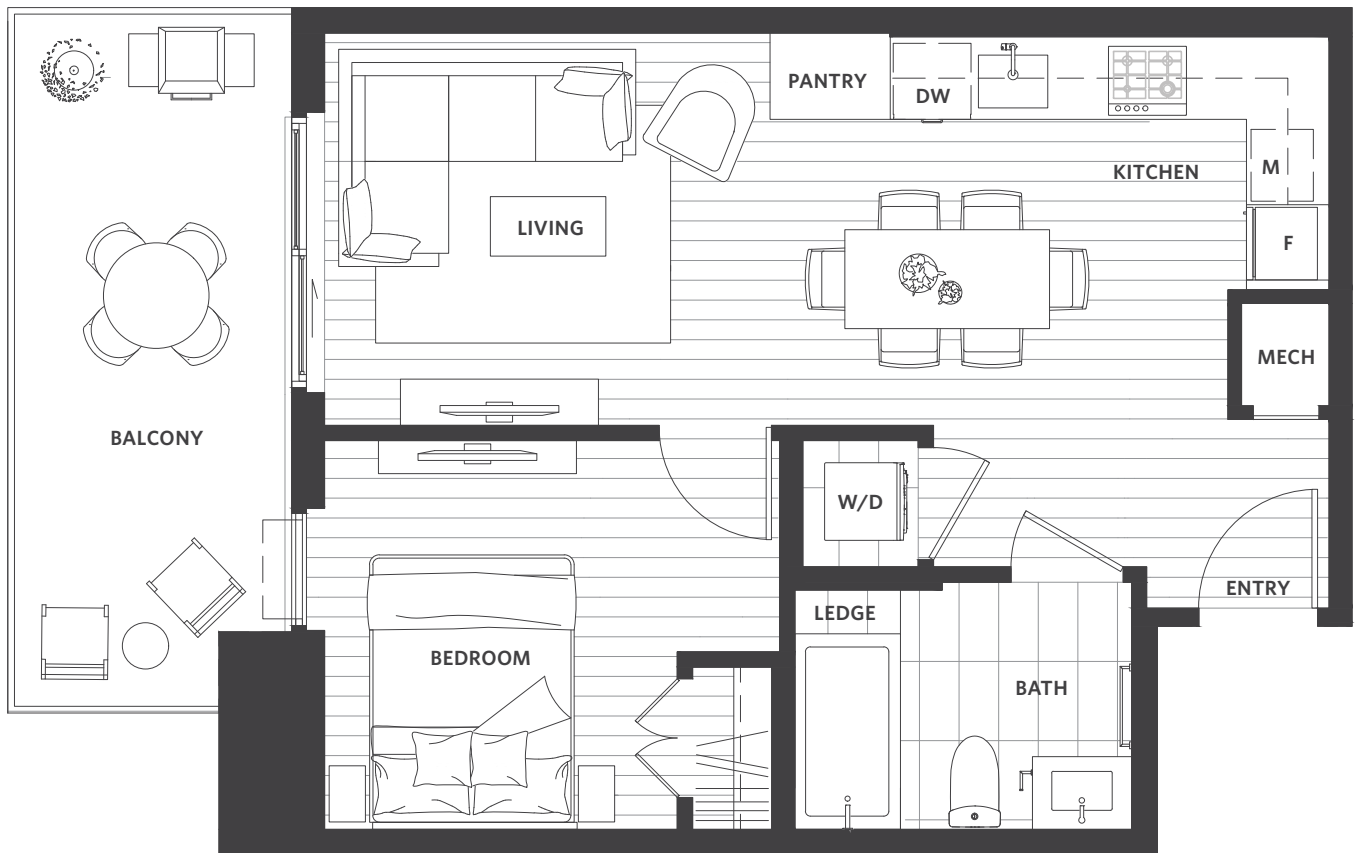 PANTRY
DW
KITCHEN
M
LIVING
F
MECH
BALCONY
W/D
ENTRY
LEDGE
BEDROOM
BATH